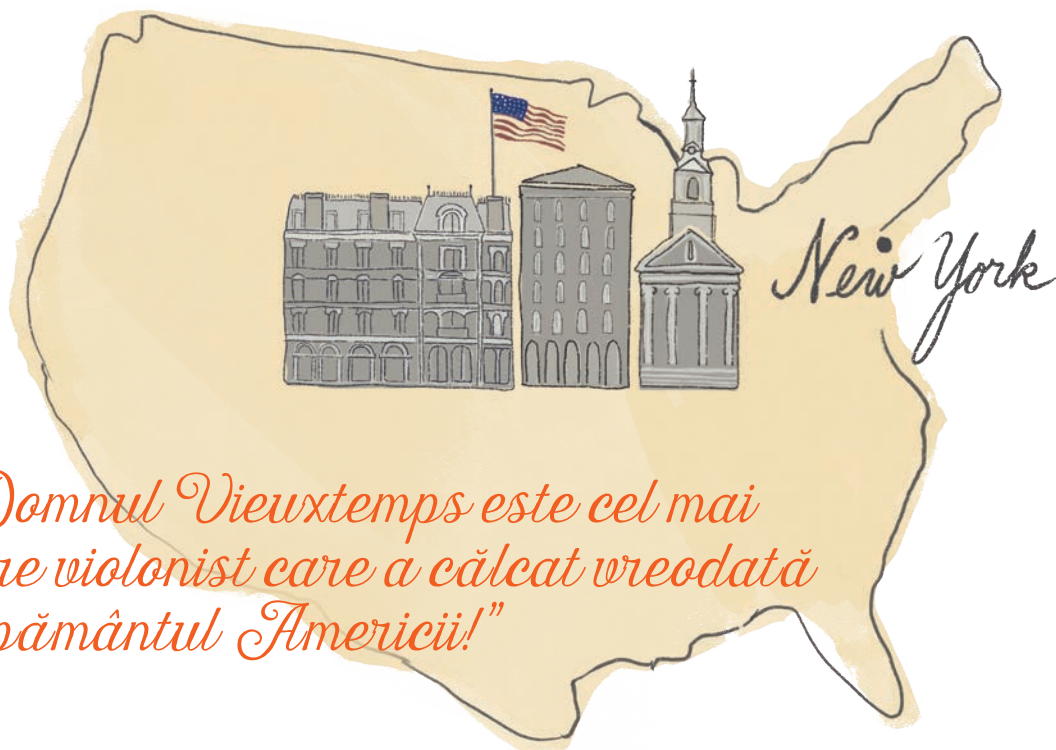 New York
Domnul Vieuxtemps este cel mai
violonist care a călcat vreodată
pământul Americii!”